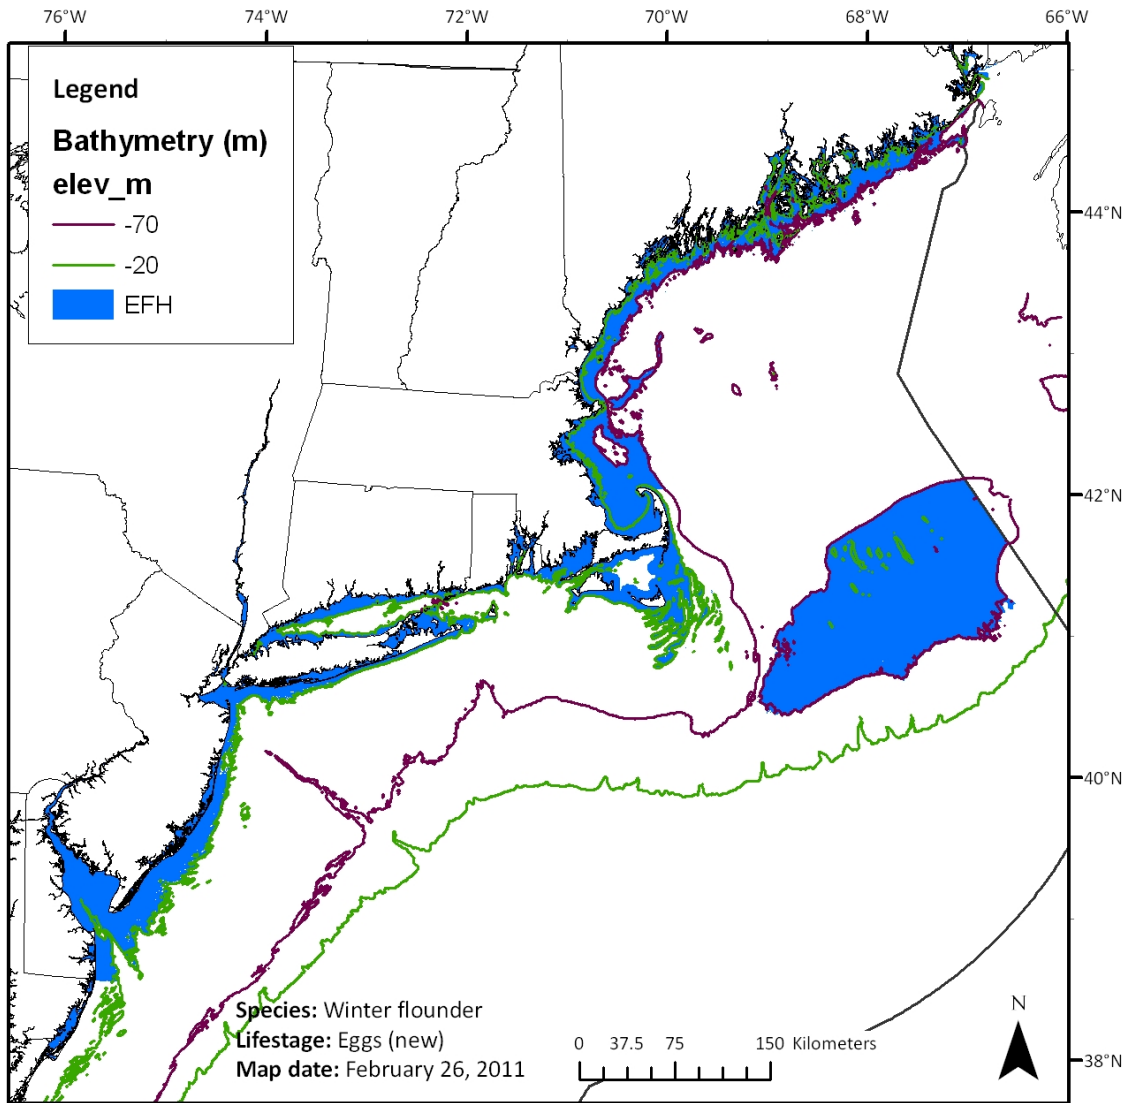 76°W 74°W 72°W 70°W 68°W 66°W
Legend
Bathymetry (m)
elev_m
-70
-20
EFH
44°N
42°N
40°N
38°N
Species: Winter flounder
Lifestage: Eggs (new)
Map date: February 26, 2011
0 37.5 75 150 Kilometers
N